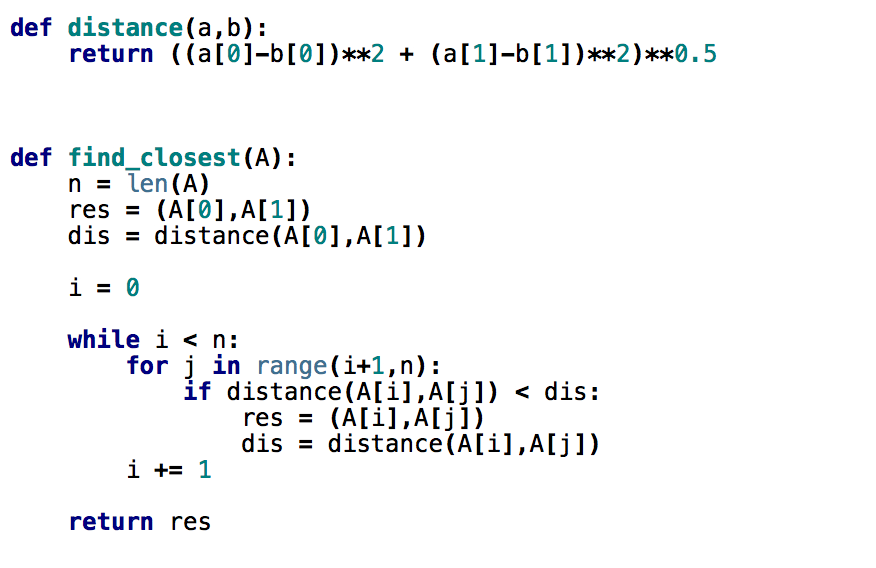 def distance(a,b):
    return ((a[0]-b[0])**2 + (a[1]-b[1])**2)**0.5
def find_closest(A):
    n = len(A)
    res = (A[0],A[1])
    dis = distance(A[0],A[1])
    i = 0
    while i < n:
        for j in range(i+1,n):
            if distance(A[i],A[j]) < dis:
                res = (A[i],A[j])
                dis = distance(A[i],A[j])
        i += 1
    return res